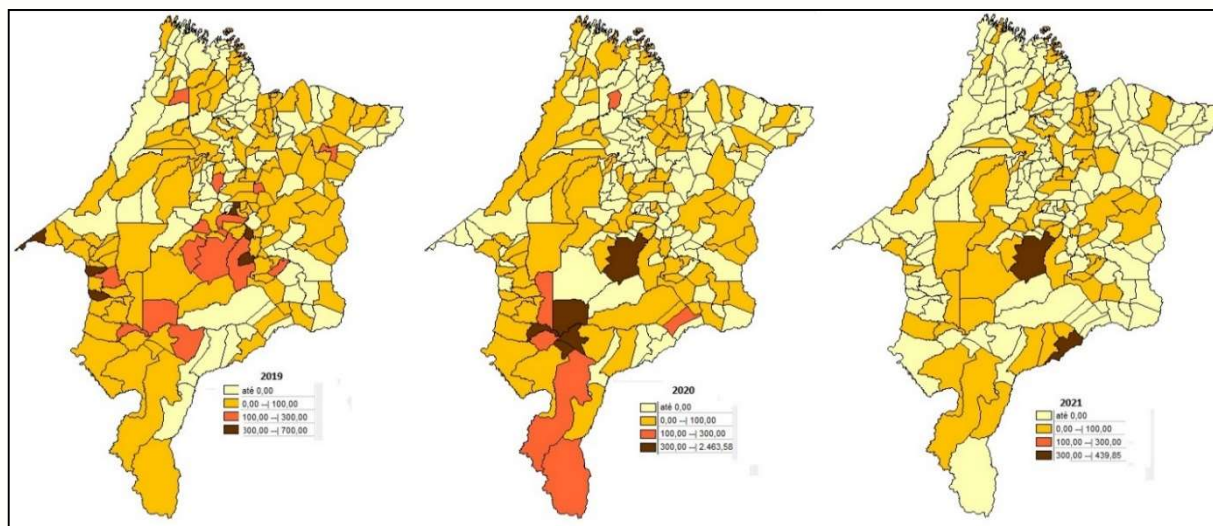 2019
até 0,00
0,00 --| 100,00
100,00 --| 300,00
300,00 --| 700,00
2020
até 0,00
0,00 --| 100,00
100,00 --| 300,00
300,00 --| 2.463,58
2021
até 0,00
0,00 --| 100,00
100,00 --| 300,00
300,00 --| 439,85